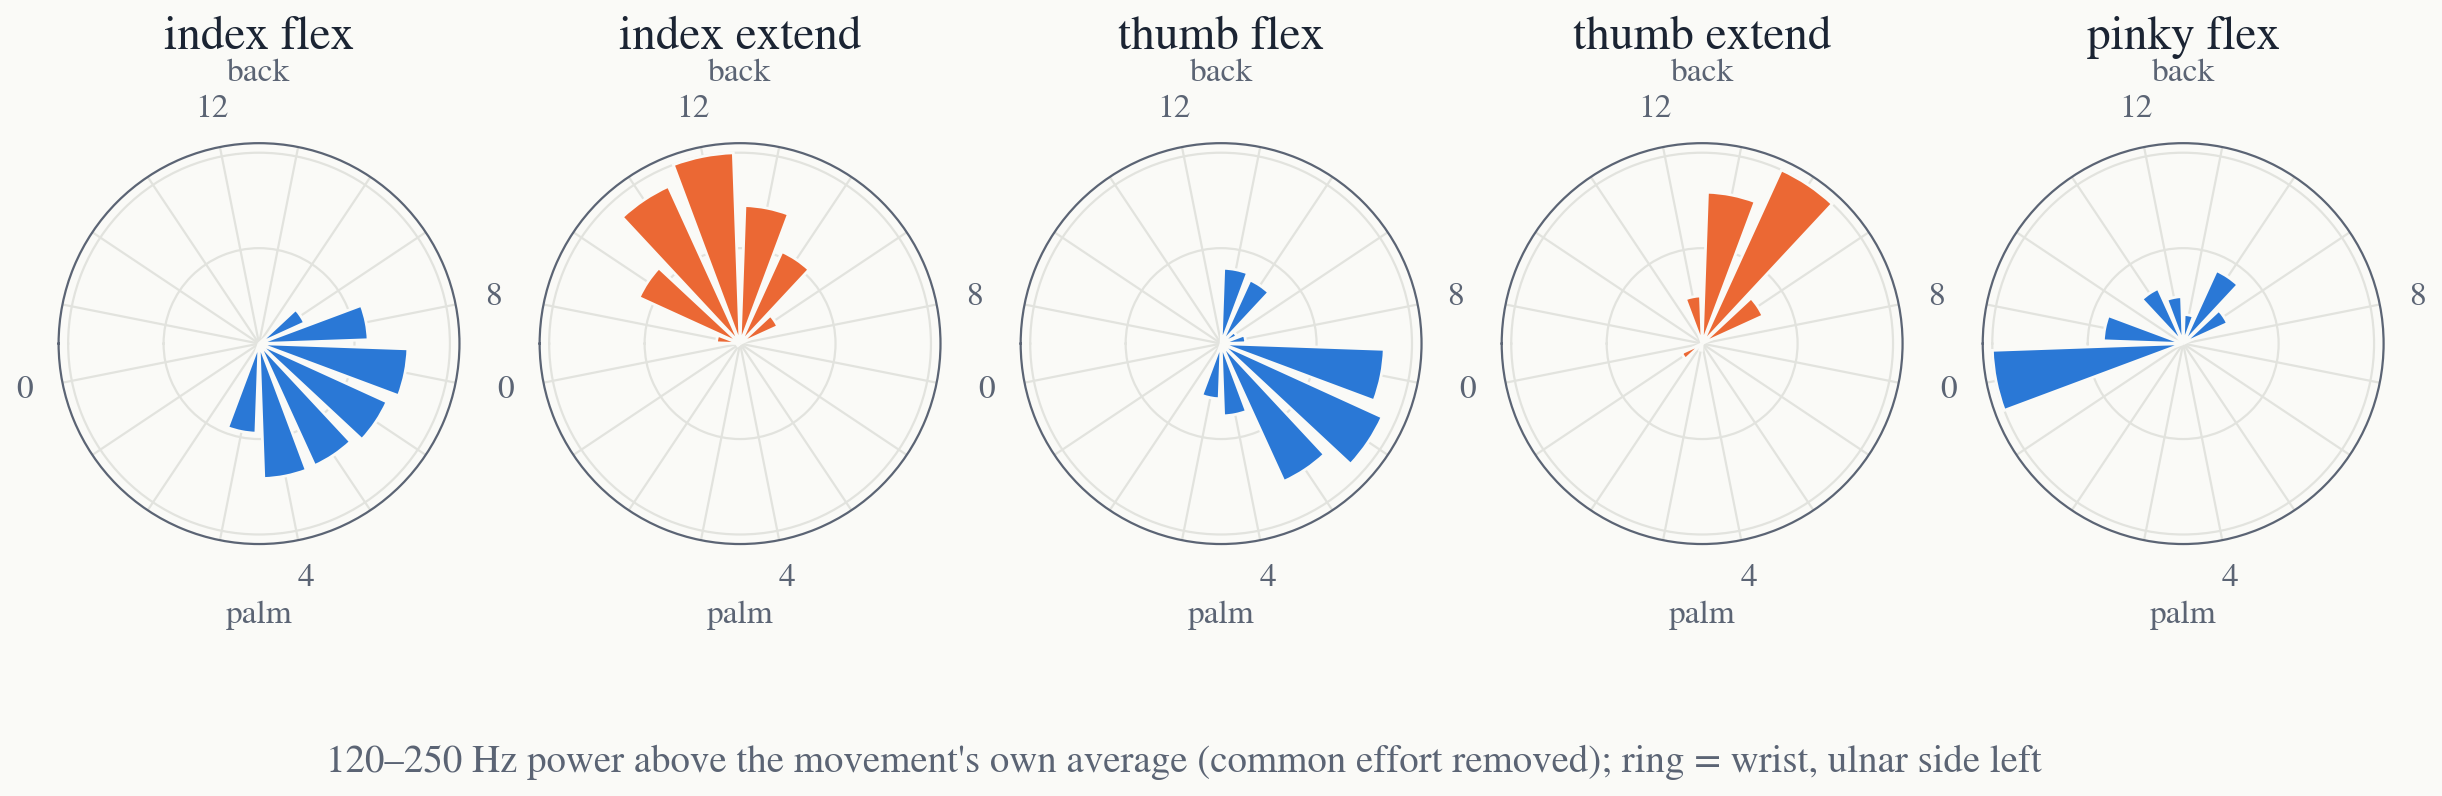 index flex
back
12
8
0
4
palm
index extend
back
12
8
0
4
palm
thumb flex
back
12
8
0
4
palm
thumb extend
back
12
8
0
4
palm
pinky flex
back
12
8
0
4
palm
120–250 Hz power above the movement's own average (common effort removed); ring = wrist, ulnar side left